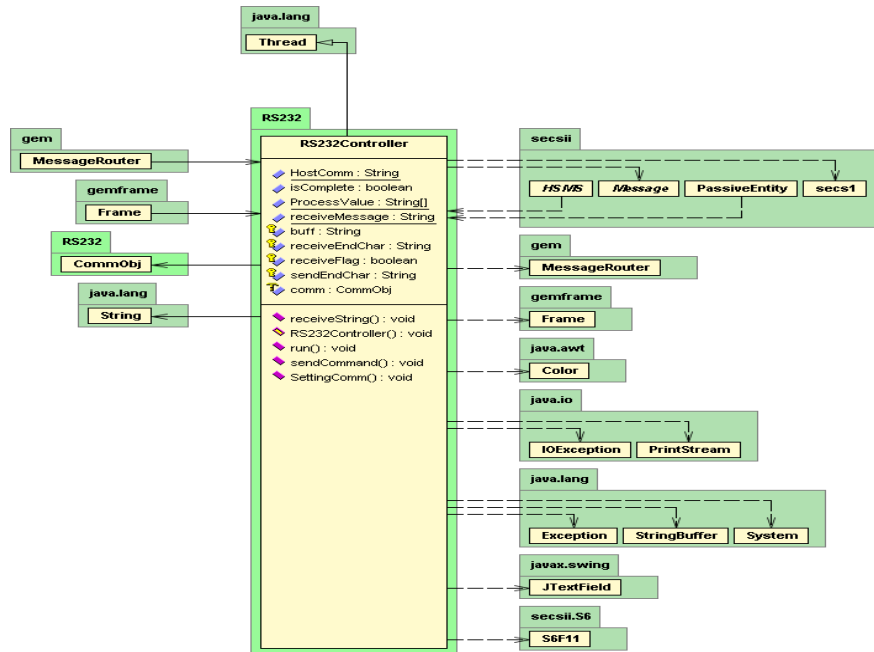 java.lang
Thread
RS232
RS232Controller
HostComm : String
isComplete : boolean
ProcessValue : String[]
receiveMessage : String
buff : String
receiveEndChar : String
receiveFlag : boolean
sendEndChar : String
comm : CommObj
receiveString() : void
RS232Controller() : void
run() : void
sendCommand() : void
SettingComm() : void
gem
MessageRouter
gemframe
Frame
RS232
CommObj
java.lang
String
secsii
HSMS Message PassiveEntity secs1
gem
MessageRouter
gemframe
Frame
java.awt
Color
java.io
IOException PrintStream
java.lang
Exception StringBuffer System
javax.swing
JTextField
secsii.S6
S6F11